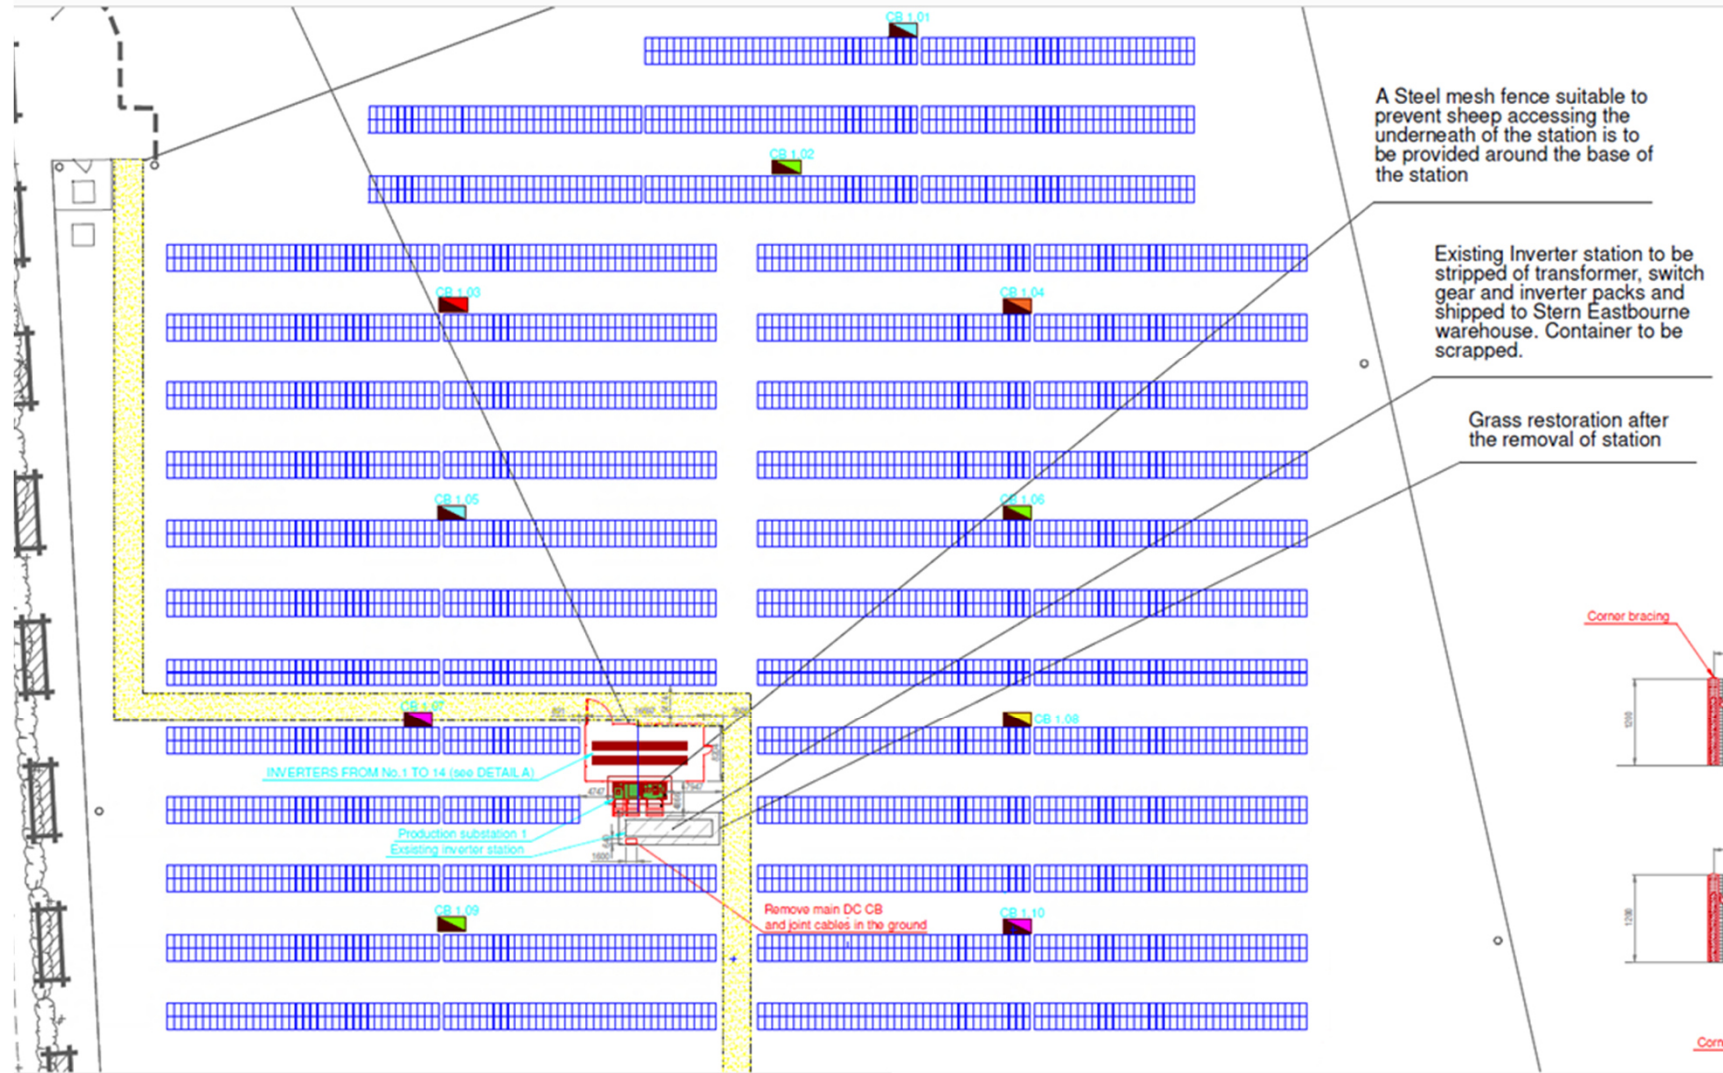 CB 1.01
A Steel mesh fence suitable to
prevent sheep accessing the
underneath of the station is to
be provided around the base of
the station
CB 1.02
Existing Inverter station to be
stripped of transformer, switch
gear and inverter packs and
shipped to Stern Eastbourne
warehouse. Container to be
scrapped.
CB 1.03
CB 1.04
Grass restoration after
the removal of station
CB 1.05
CB 1.06
Corner bracing
1200
CB 1.07
CB 1.08
INVERTERS FROM No.1 TO 14 (see DETAIL A)
4747
Production substation 1
Exsisting inverter station
1600
CB 1.09
Remove main DC CB
and joint cables in the ground
CB 1.10
1200
Corn